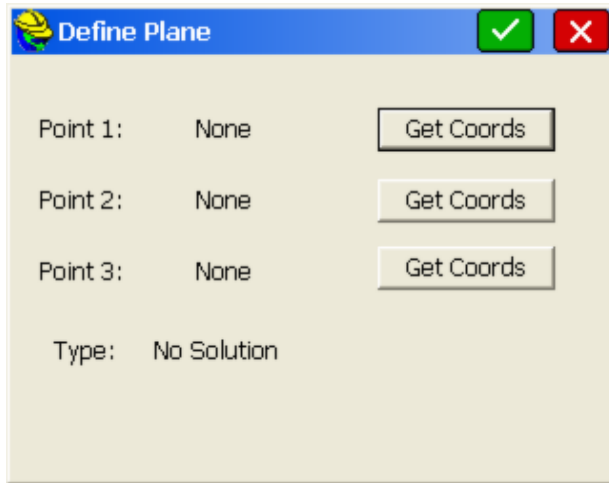 Define Plane
Point 1: None Get Coords
Point 2: None Get Coords
Point 3: None Get Coords
Type: No Solution